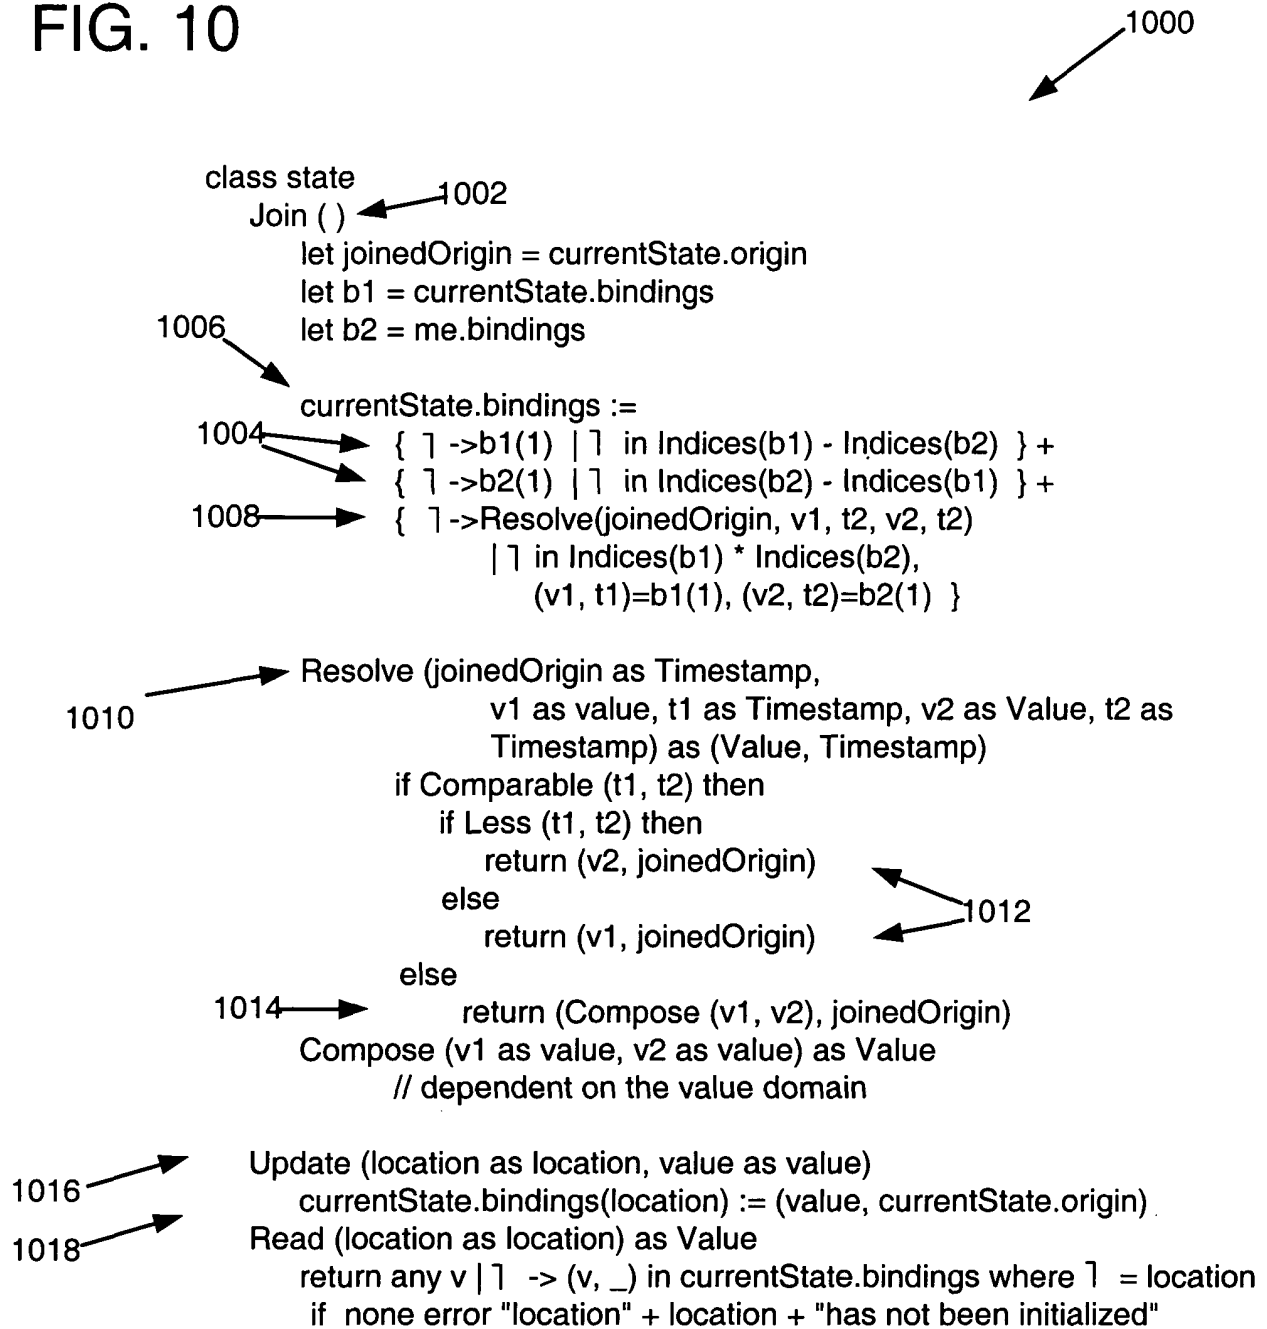 FIG. 10
1000
class state
1002
Join ( )
let joinedOrigin = currentState.origin
let b1 = currentState.bindings
1006
let b2 = me.bindings
currentState.bindings :=
1004
{ ˥ ->b1(1) | ˥ in Indices(b1) - Indices(b2) } +
{ ˥ ->b2(1) | ˥ in Indices(b2) - Indices(b1) } +
1008
{ ˥ ->Resolve(joinedOrigin, v1, t2, v2, t2)
| ˥ in Indices(b1) * Indices(b2),
(v1, t1)=b1(1), (v2, t2)=b2(1) }
1010
Resolve (joinedOrigin as Timestamp,
v1 as value, t1 as Timestamp, v2 as Value, t2 as
Timestamp) as (Value, Timestamp)
if Comparable (t1, t2) then
if Less (t1, t2) then
return (v2, joinedOrigin)
else
1012
return (v1, joinedOrigin)
else
1014
return (Compose (v1, v2), joinedOrigin)
Compose (v1 as value, v2 as value) as Value
// dependent on the value domain
1016
Update (location as location, value as value)
currentState.bindings(location) := (value, currentState.origin)
1018
Read (location as location) as Value
return any v | ˥ -> (v, _) in currentState.bindings where ˥ = location
if none error "location" + location + "has not been initialized"